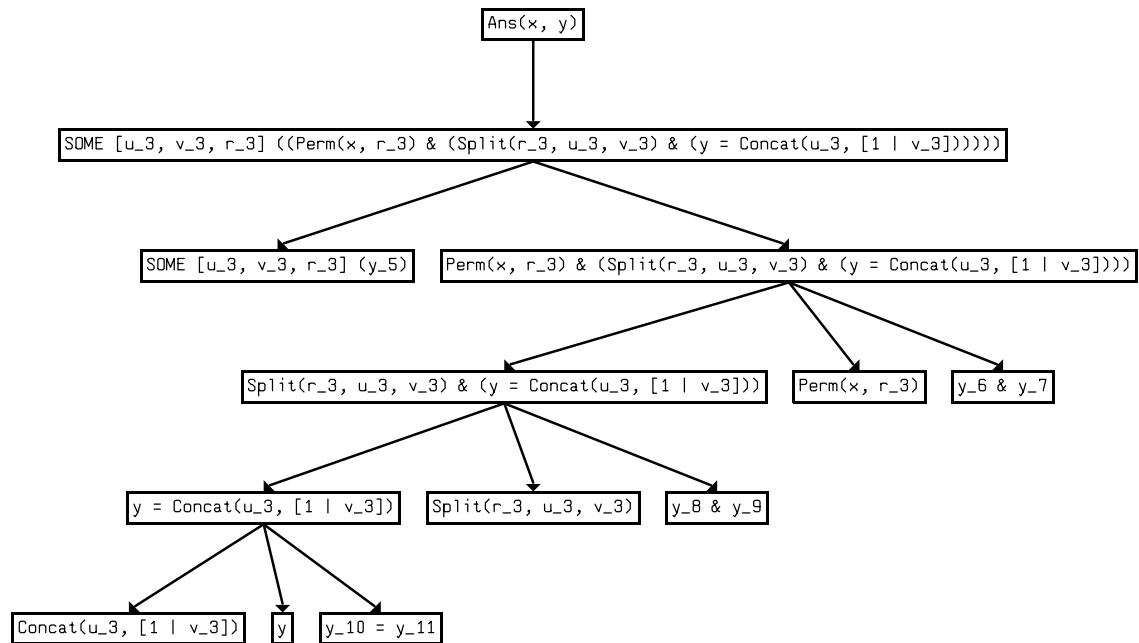 Ans(x, y)
SOME [u_3, v_3, r_3] ((Perm(x, r_3) & (Split(r_3, u_3, v_3) & (y = Concat(u_3, [1 | v_3])))))
SOME [u_3, v_3, r_3] (y_5)
Perm(x, r_3) & (Split(r_3, u_3, v_3) & (y = Concat(u_3, [1 | v_3])))
Split(r_3, u_3, v_3) & (y = Concat(u_3, [1 | v_3]))
Perm(x, r_3)
y_6 & y_7
y = Concat(u_3, [1 | v_3])
Split(r_3, u_3, v_3)
y_8 & y_9
Concat(u_3, [1 | v_3])
y
y_10 = y_11